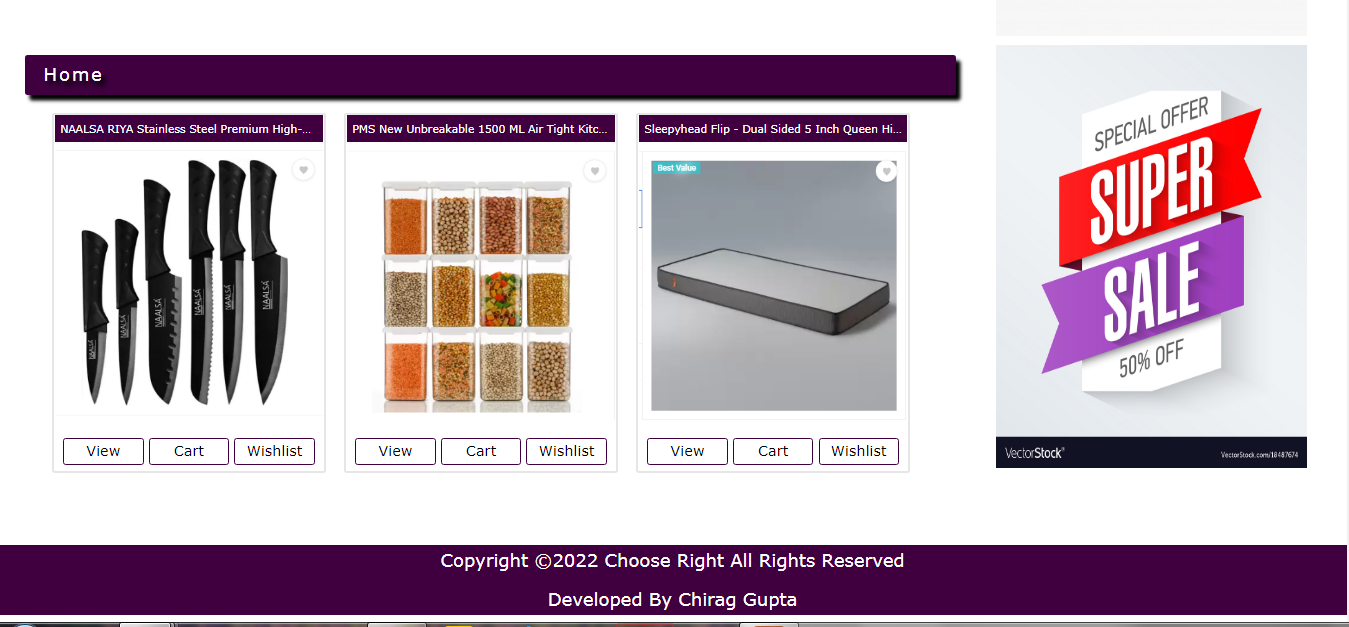 Home
NAALSA RIYA Stainless Steel Premium High-...
PMS New Unbreakable 1500 ML Air Tight Kitc...
Sleepyhead Flip - Dual Sided 5 Inch Queen Hi...
Best Value
NAALSA
NAALSA
NAALSA
NAALSA
NAALSA
NAALSA
View
Cart
Wishlist
View
Cart
Wishlist
View
Cart
Wishlist
SPECIAL OFFER
SUPER
SALE
50% OFF
VectorStock®
VectorStock.com/18487674
Copyright ©2022 Choose Right All Rights Reserved
Developed By Chirag Gupta